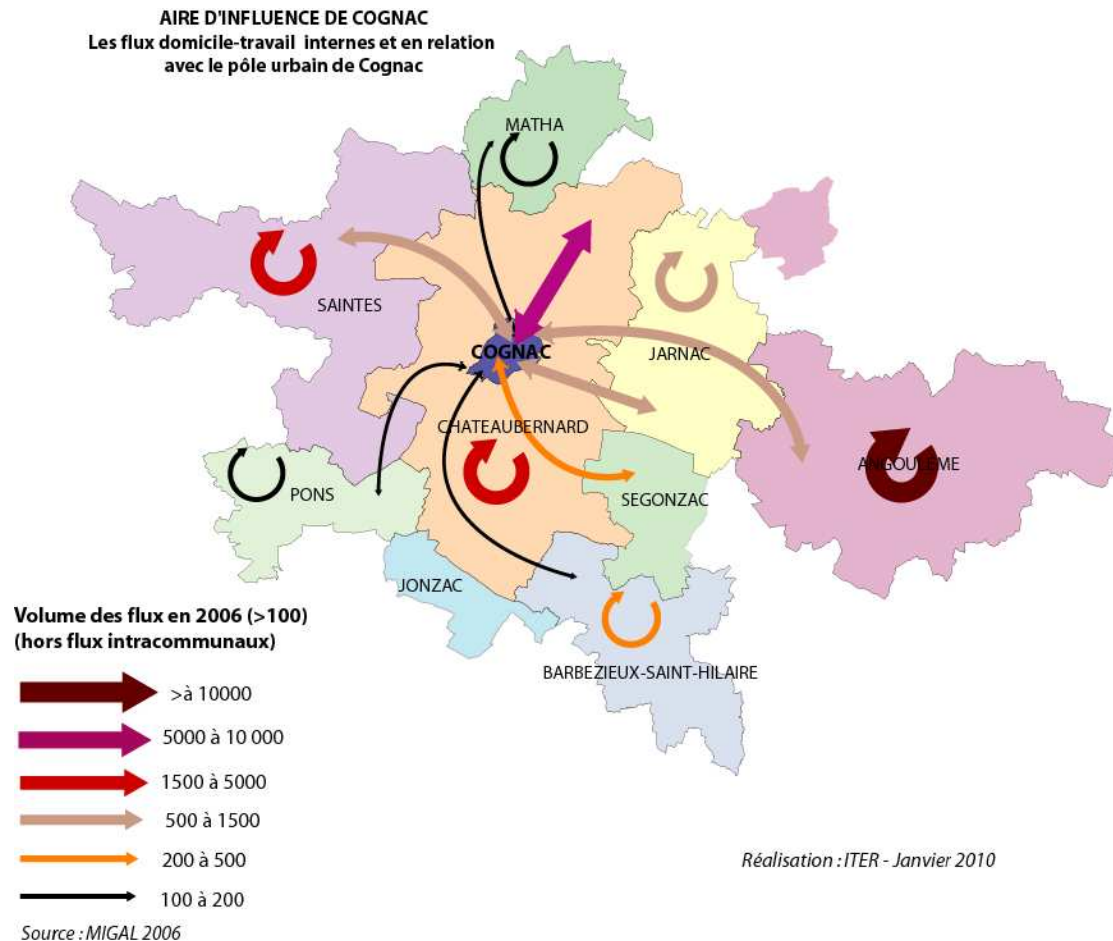 AIRE D'INFLUENCE DE COGNAC
Les flux domicile-travail internes et en relation
avec le pôle urbain de Cognac
MATHA
SAINTES
COGNAC
JARNAC
CHATEAUBERNARD
ANGOULEME
PONS
SEGONZAC
JONZAC
BARBEZIEUX-SAINT-HILAIRE
Volume des flux en 2006 (>100)
(hors flux intracommunaux)
>à 10000
5000 à 10 000
1500 à 5000
500 à 1500
200 à 500
100 à 200
Réalisation : ITER - Janvier 2010
Source : MIGAL 2006